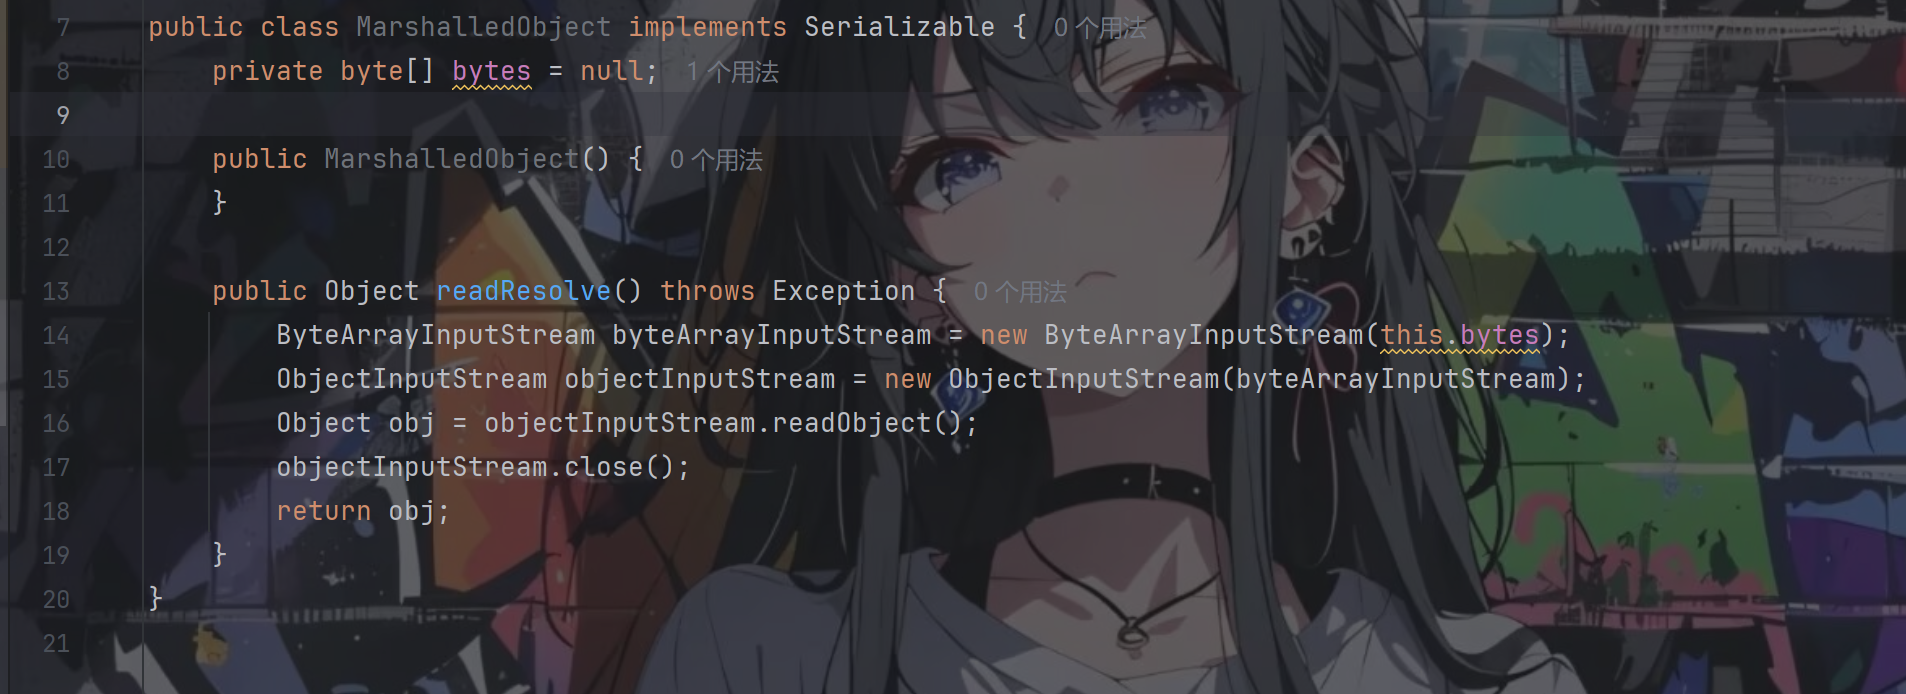 7 public class MarshalledObject implements Serializable { 0 个用法
8 private byte[] bytes = null; 1 个用法
9
10 public MarshalledObject() { 0 个用法
11 }
12
13 public Object readResolve() throws Exception { 0 个用法
14 ByteArrayInputStream byteArrayInputStream = new ByteArrayInputStream(this.bytes);
15 ObjectInputStream objectInputStream = new ObjectInputStream(byteArrayInputStream);
16 Object obj = objectInputStream.readObject();
17 objectInputStream.close();
18 return obj;
19 }
20 }
21